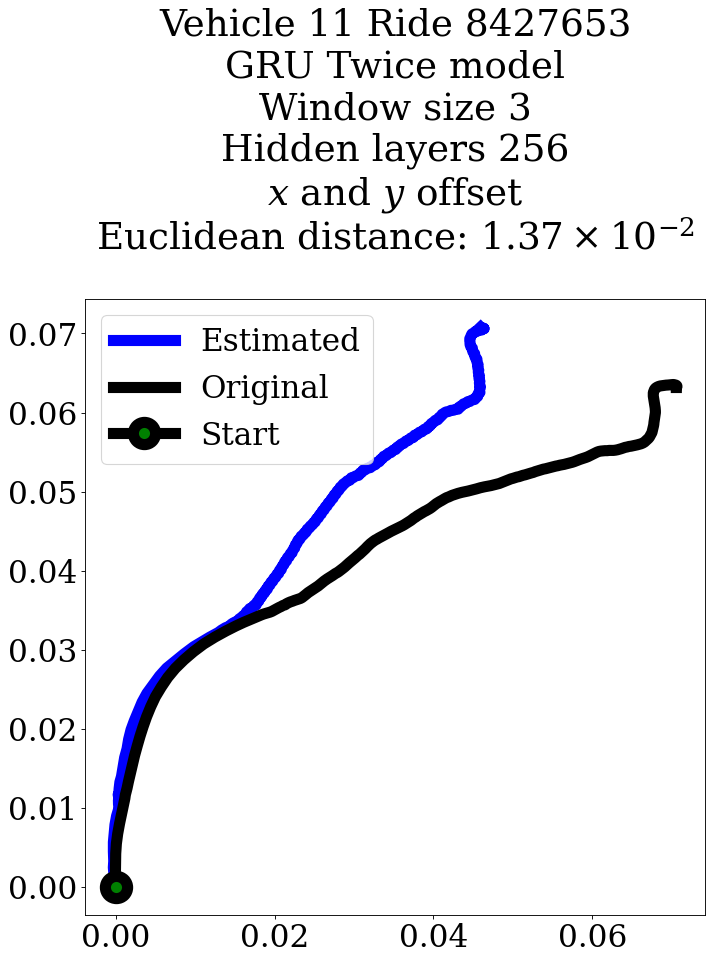 Vehicle 11 Ride 8427653
GRU Twice model
Window size 3
Hidden layers 256
x and y offset
Euclidean distance: 1.37 × 10⁻²
Estimated
Original
Start
0.07
0.06
0.05
0.04
0.03
0.02
0.01
0.00
0.00 0.02 0.04 0.06